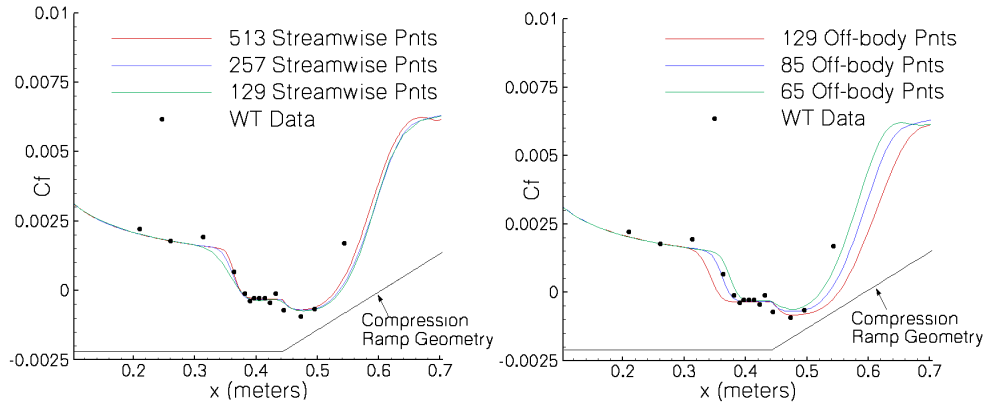 0.01
0.0075
0.005
0.0025
0
-0.0025
Cf
513 Streamwise Pnts
257 Streamwise Pnts
129 Streamwise Pnts
WT Data
Compression
Ramp Geometry
0.2
0.3
0.4
0.5
0.6
0.7
x (meters)
0.01
0.0075
0.005
0.0025
0
-0.0025
Cf
129 Off-body Pnts
85 Off-body Pnts
65 Off-body Pnts
WT Data
Compression
Ramp Geometry
0.2
0.3
0.4
0.5
0.6
0.7
x (meters)